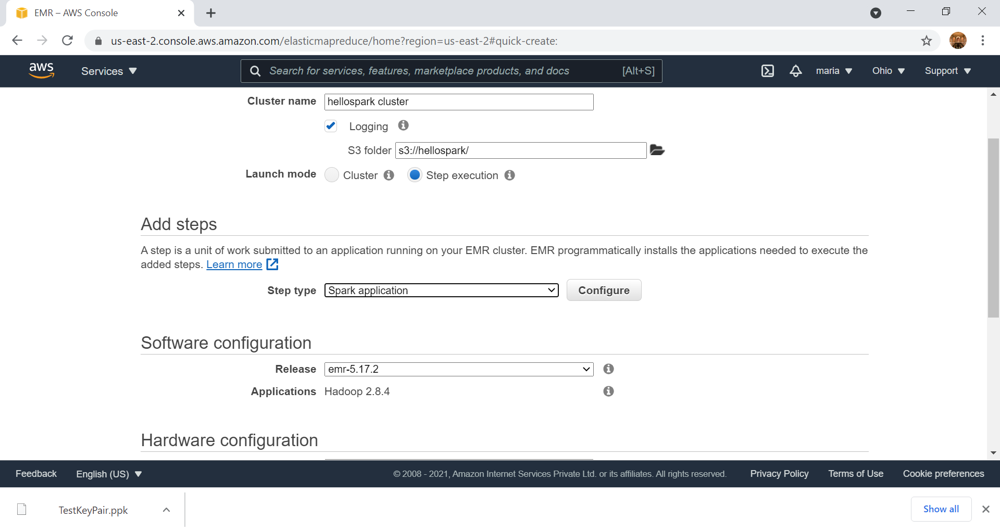 EMR – AWS Console
us-east-2.console.aws.amazon.com/elasticmapreduce/home?region=us-east-2#quick-create:
aws Services Search for services, features, marketplace products, and docs [Alt+S] maria Ohio Support
Cluster name hellospark cluster
Logging
S3 folder s3://hellospark/
Launch mode Cluster Step execution
Add steps
A step is a unit of work submitted to an application running on your EMR cluster. EMR programmatically installs the applications needed to execute the
added steps. Learn more
Step type Spark application Configure
Software configuration
Release emr-5.17.2
Applications Hadoop 2.8.4
Hardware configuration
Feedback English (US) © 2008 - 2021, Amazon Internet Services Private Ltd. or its affiliates. All rights reserved. Privacy Policy Terms of Use Cookie preferences
TestKeyPair.ppk Show all